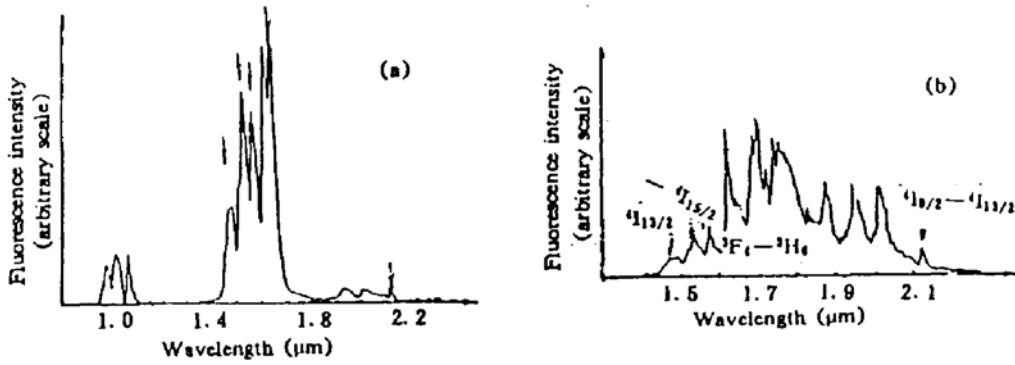 (a)
Fluorescence intensity
(arbitrary scale)
1.0 1.4 1.8 2.2
Wavelength (μm)
(b)
Fluorescence intensity
(arbitrary scale)
⁴I₁₃/₂ — ⁴I₁₅/₂
³F₄—³H₆
⁴I₉/₂—⁴I₁₃/₂
1.5 1.7 1.9 2.1
Wavelength (μm)